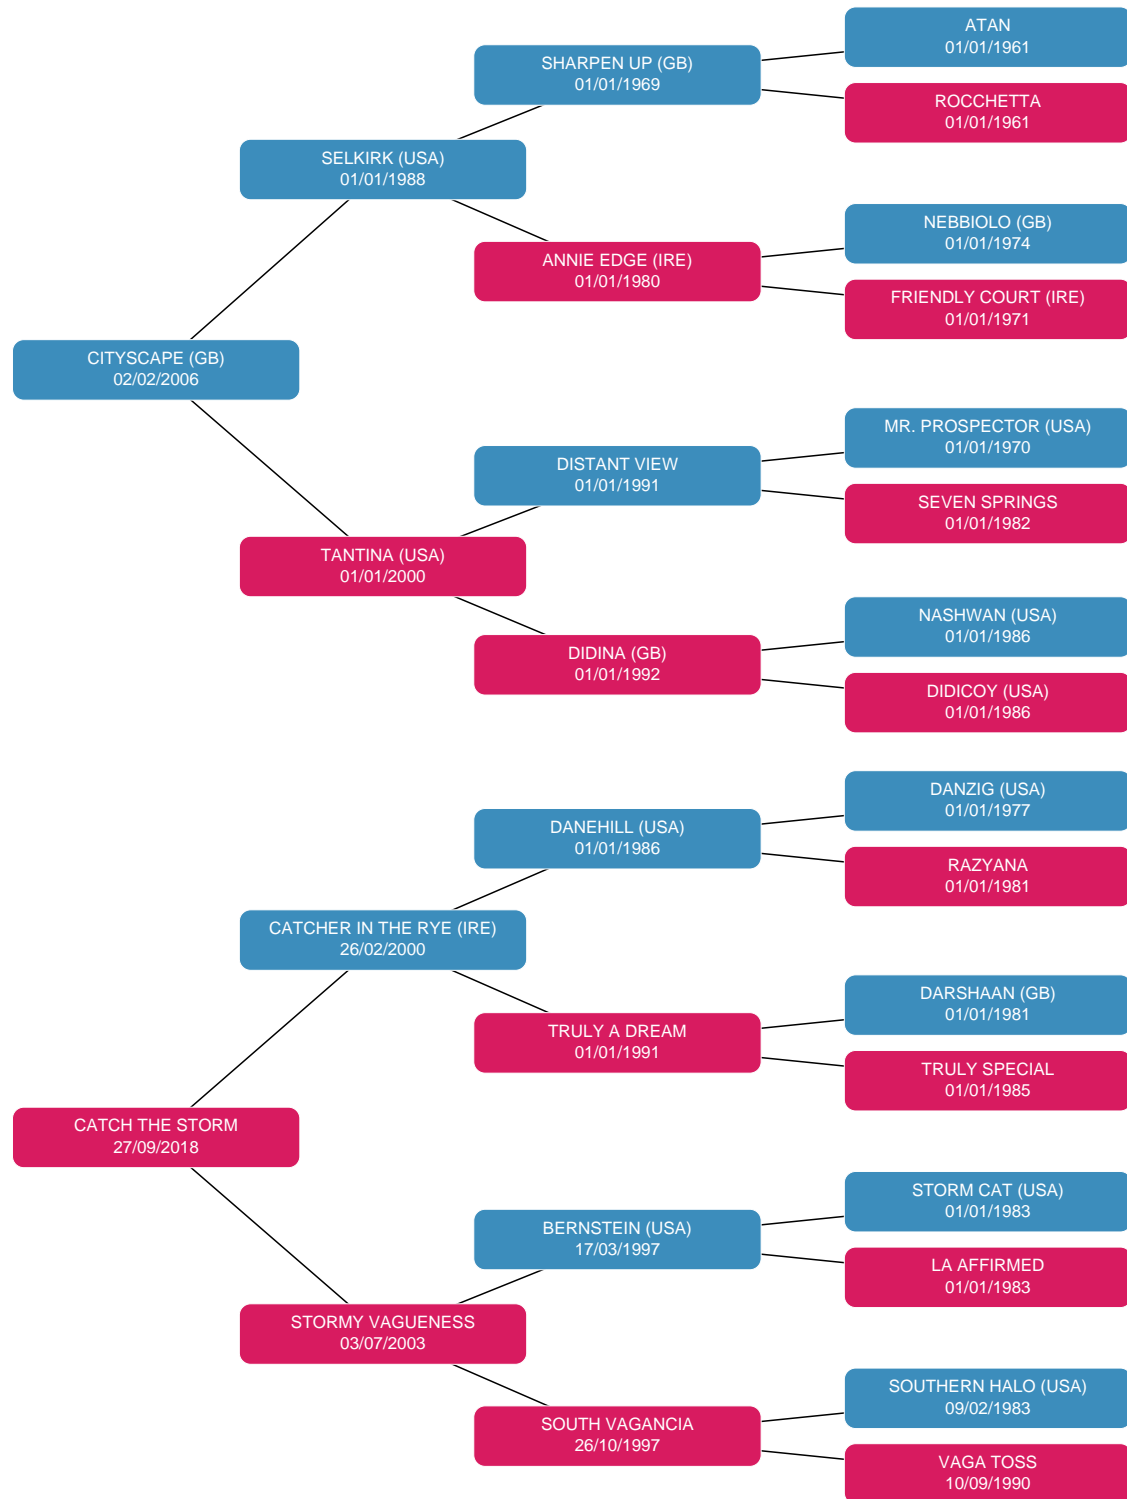 ATAN
01/01/1961
SHARPEN UP (GB)
01/01/1969
ROCCHETTA
01/01/1961
SELKIRK (USA)
01/01/1988
NEBBIOLO (GB)
01/01/1974
ANNIE EDGE (IRE)
01/01/1980
FRIENDLY COURT (IRE)
01/01/1971
CITYSCAPE (GB)
02/02/2006
MR. PROSPECTOR (USA)
01/01/1970
DISTANT VIEW
01/01/1991
SEVEN SPRINGS
01/01/1982
TANTINA (USA)
01/01/2000
NASHWAN (USA)
01/01/1986
DIDINA (GB)
01/01/1992
DIDICOY (USA)
01/01/1986
DANZIG (USA)
01/01/1977
DANEHILL (USA)
01/01/1986
RAZYANA
01/01/1981
CATCHER IN THE RYE (IRE)
26/02/2000
DARSHAAN (GB)
01/01/1981
TRULY A DREAM
01/01/1991
TRULY SPECIAL
01/01/1985
CATCH THE STORM
27/09/2018
STORM CAT (USA)
01/01/1983
BERNSTEIN (USA)
17/03/1997
LA AFFIRMED
01/01/1983
STORMY VAGUENESS
03/07/2003
SOUTHERN HALO (USA)
09/02/1983
SOUTH VAGANCIA
26/10/1997
VAGA TOSS
10/09/1990